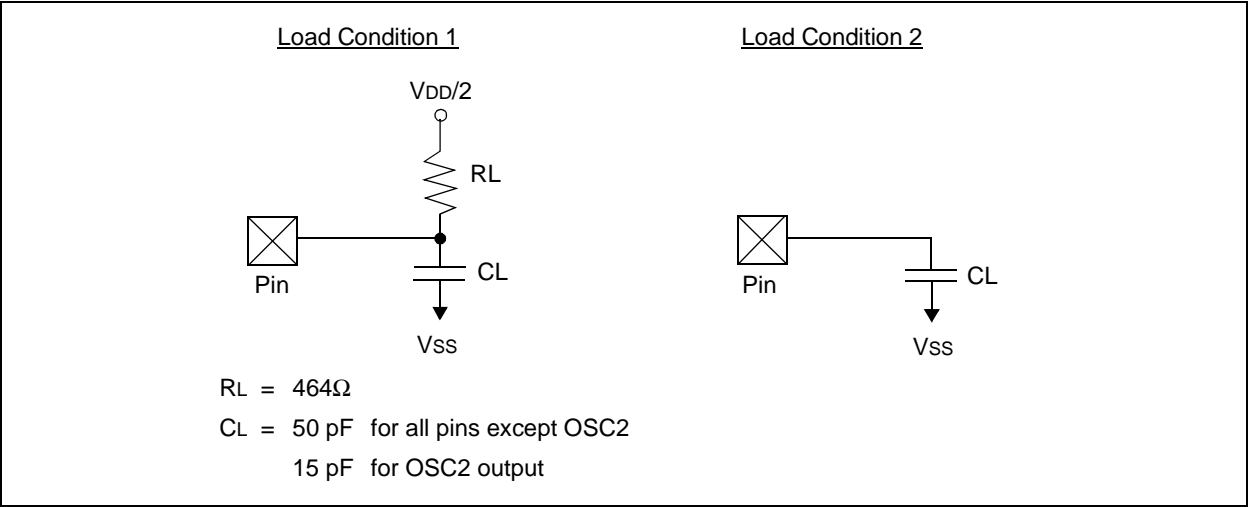 Load Condition 1
VDD/2
RL
Pin
CL
VSS
Load Condition 2
Pin
CL
VSS
RL = 464Ω
CL = 50 pF for all pins except OSC2
15 pF for OSC2 output